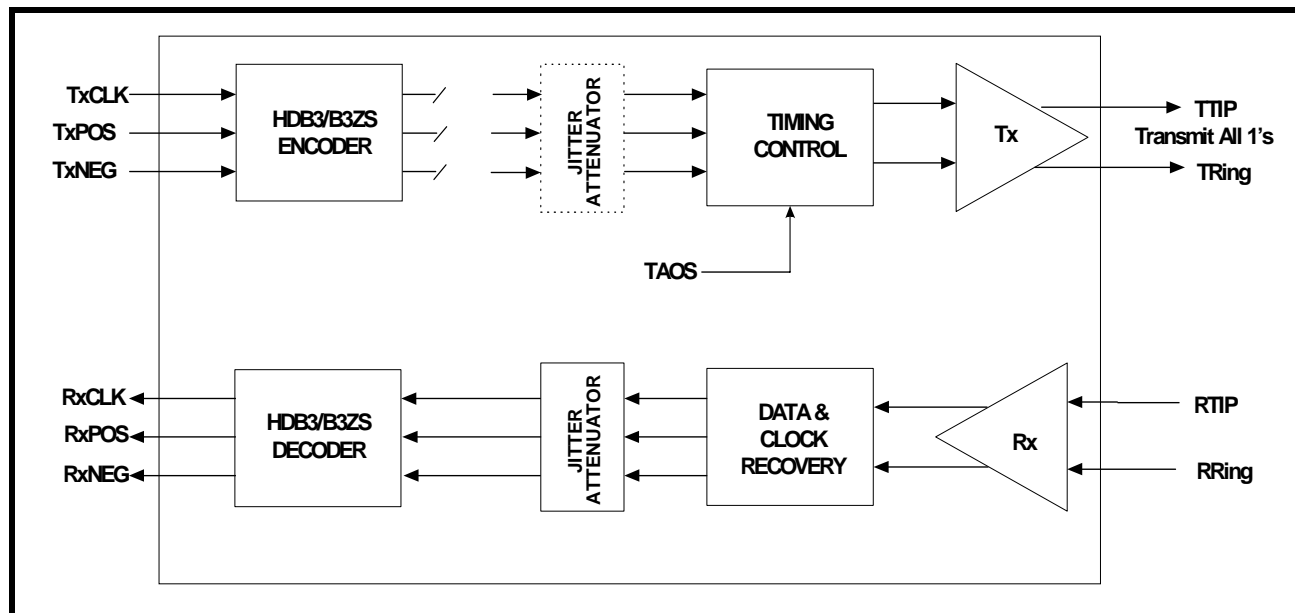 TxCLK
TxPOS
TxNEG
HDB3/B3ZS
ENCODER
JITTER
ATTENUATOR
TIMING
CONTROL
Tx
TTIP
Transmit All 1's
TRing
TAOS
RxCLK
RxPOS
RxNEG
HDB3/B3ZS
DECODER
JITTER
ATTENUATOR
DATA &
CLOCK
RECOVERY
Rx
RTIP
RRing